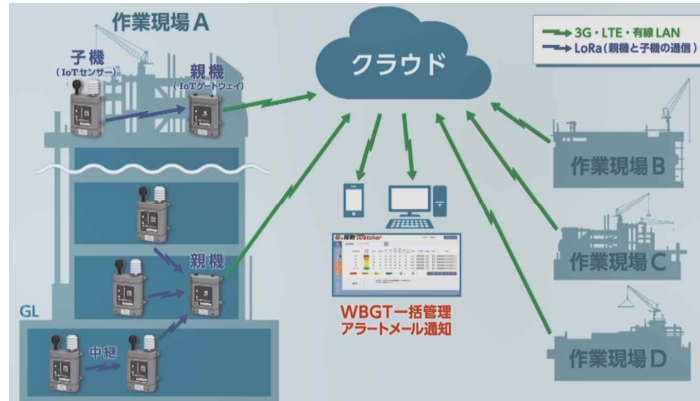 作業現場A
子機
(IoTセンサー)
親機
(IoTゲートウェイ)
クラウド
3G・LTE・有線LAN
LoRa(親機と子機の通信)
作業現場B
作業現場C
作業現場D
親機
GL
中継
Watcher
WBGT一括管理
アラートメール通知